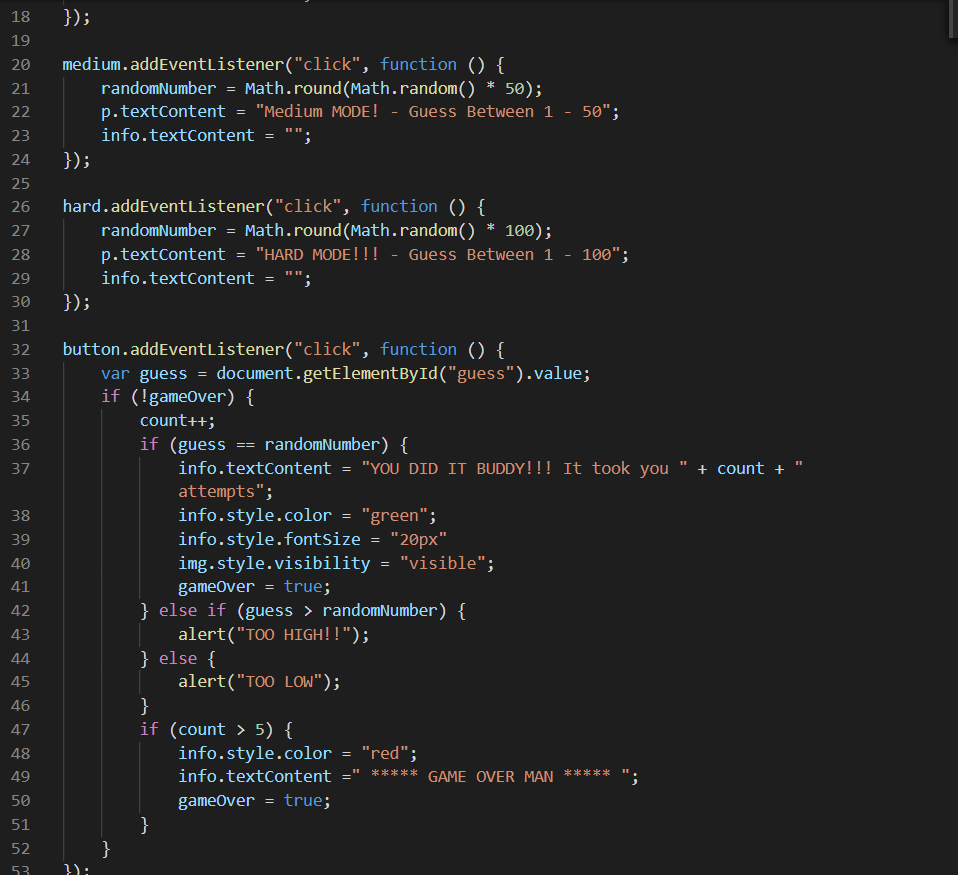 18 });
19
20 medium.addEventListener("click", function () {
21     randomNumber = Math.round(Math.random() * 50);
22     p.textContent = "Medium MODE! - Guess Between 1 - 50";
23     info.textContent = "";
24 });
25
26 hard.addEventListener("click", function () {
27     randomNumber = Math.round(Math.random() * 100);
28     p.textContent = "HARD MODE!!! - Guess Between 1 - 100";
29     info.textContent = "";
30 });
31
32 button.addEventListener("click", function () {
33     var guess = document.getElementById("guess").value;
34     if (!gameOver) {
35         count++;
36         if (guess == randomNumber) {
37             info.textContent = "YOU DID IT BUDDY!!! It took you " + count + "
             attempts";
38             info.style.color = "green";
39             info.style.fontSize = "20px"
40             img.style.visibility = "visible";
41             gameOver = true;
42         } else if (guess > randomNumber) {
43             alert("TOO HIGH!!");
44         } else {
45             alert("TOO LOW");
46         }
47         if (count > 5) {
48             info.style.color = "red";
49             info.textContent =" ***** GAME OVER MAN ***** ";
50             gameOver = true;
51         }
52     }
53 });